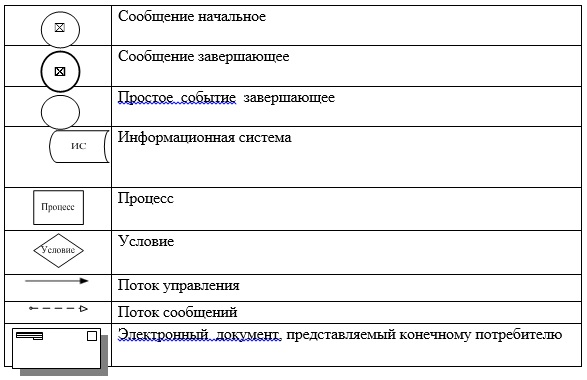 Сообщение начальное
Сообщение завершающее
Простое событие завершающее
ИС
Информационная система
Процесс
Процесс
Условие
Условие
Поток управления
Поток сообщений
Электронный документ, представляемый конечному потребителю